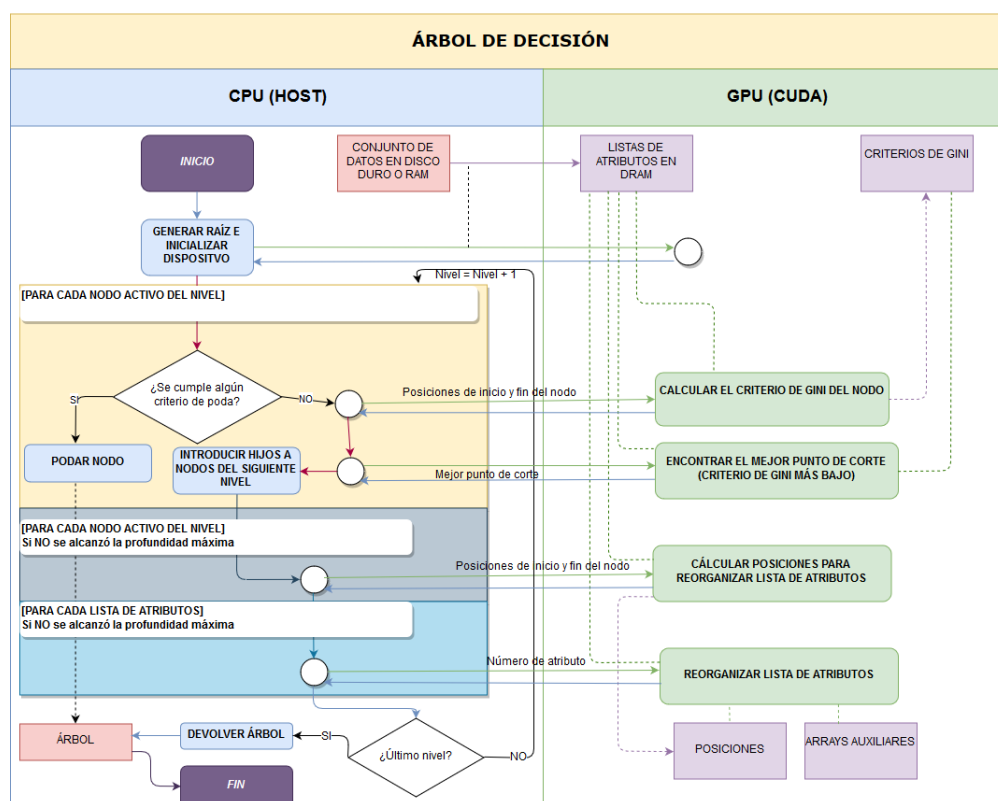 ÁRBOL DE DECISIÓN
CPU (HOST)
GPU (CUDA)
INICIO
CONJUNTO DE
DATOS EN DISCO
DURO O RAM
LISTAS DE
ATRIBUTOS EN
DRAM
CRITERIOS DE GINI
GENERAR RAÍZ E
INICIALIZAR
DISPOSITVO
Nivel = Nivel + 1
[PARA CADA NODO ACTIVO DEL NIVEL]
¿Se cumple algún
criterio de poda?
SI
NO
Posiciones de inicio y fin del nodo
CALCULAR EL CRITERIO DE GINI DEL NODO
PODAR NODO
INTRODUCIR HIJOS A
NODOS DEL SIGUIENTE
NIVEL
Mejor punto de corte
ENCONTRAR EL MEJOR PUNTO DE CORTE
(CRITERIO DE GINI MÁS BAJO)
[PARA CADA NODO ACTIVO DEL NIVEL]
Si NO se alcanzó la profundidad máxima
Posiciones de inicio y fin del nodo
CÁLCULAR POSICIONES PARA
REORGANIZAR LISTA DE ATRIBUTOS
[PARA CADA LISTA DE ATRIBUTOS]
Si NO se alcanzó la profundidad máxima
Número de atributo
REORGANIZAR LISTA DE ATRIBUTOS
ÁRBOL
DEVOLVER ÁRBOL
SI
¿Último nivel?
NO
POSICIONES
ARRAYS AUXILIARES
FIN